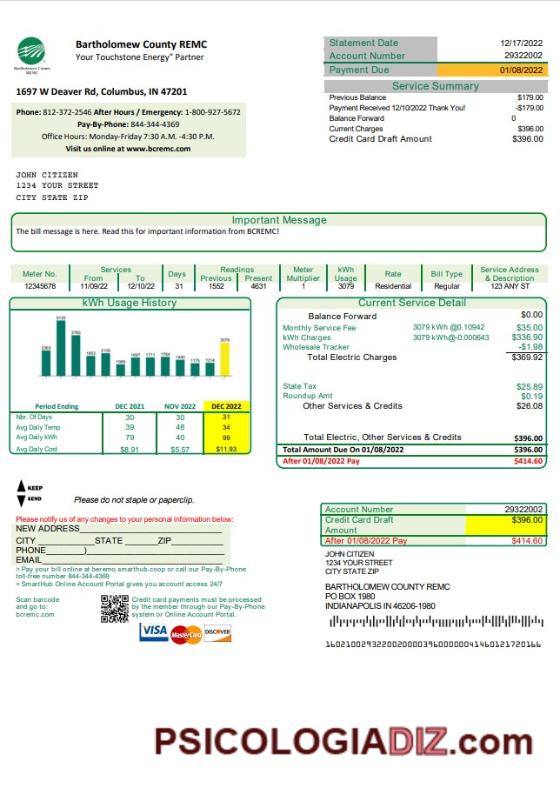 Bartholomew County REMC
Your Touchstone Energy® Partner
Bartholomew County
REMC
1697 W Deaver Rd, Columbus, IN 47201
Phone: 812-372-2546 After Hours / Emergency: 1-800-927-5672
Pay-By-Phone: 844-344-4369
Office Hours: Monday-Friday 7:30 A.M. -4:30 P.M.
Visit us online at www.bcremc.com
Statement Date 12/17/2022
Account Number 29322002
Payment Due 01/08/2022
Service Summary
Previous Balance $179.00
Payment Received 12/10/2022 Thank You! -$179.00
Balance Forward 0
Current Charges $396.00
Credit Card Draft Amount $396.00
JOHN CITIZEN
1234 YOUR STREET
CITY STATE ZIP
Important Message
The bill message is here. Read this for important information from BCREMC!
Meter No. Services From To Days Readings Previous Present Meter Multiplier kWh Usage Rate Bill Type Service Address & Description
12345678 11/09/22 12/10/22 31 1552 4631 1 3079 Residential Regular 123 ANY ST
kWh Usage History
3079
Period Ending DEC 2021 NOV 2022 DEC 2022
Nbr. Of Days 30 30 31
Avg Daily Temp 39 48 34
Avg Daily kWh 79 40 99
Avg Daily Cost $8.91 $5.57 $11.93
Current Service Detail
Balance Forward $0.00
Monthly Service Fee 3079 kWh @0.10942 $35.00
kWh Charges 3079 kWh@-0.000643 $336.90
Wholesale Tracker -$1.98
Total Electric Charges $369.92
State Tax $25.89
Roundup Amt $0.19
Other Services & Credits $26.08
Total Electric, Other Services & Credits $396.00
Total Amount Due On 01/08/2022 $396.00
After 01/08/2022 Pay $414.60
KEEP
SEND
Please do not staple or paperclip.
Please notify us of any changes to your personal information below:
NEW ADDRESS
CITY STATE ZIP
PHONE )
EMAIL
> Pay your bill online at beremo.smarthub.coop or call our Pay-By-Phone
toll-free number 844-344-4369
> SmartHub Online Account Portal gives you account access 24/7
Scan barcode
and go to:
bcremc.com
Credit card payments must be processed
by the member through our Pay-By-Phone
system or Online Account Portal.
VISA MasterCard DISCOVER
Account Number 29322002
Credit Card Draft Amount $396.00
After 01/08/2022 Pay $414.60
JOHN CITIZEN
1234 YOUR STREET
CITY STATE ZIP
BARTHOLOMEW COUNTY REMC
PO BOX 1980
INDIANAPOLIS IN 46206-1980
PSICOLOGIADIZ.com